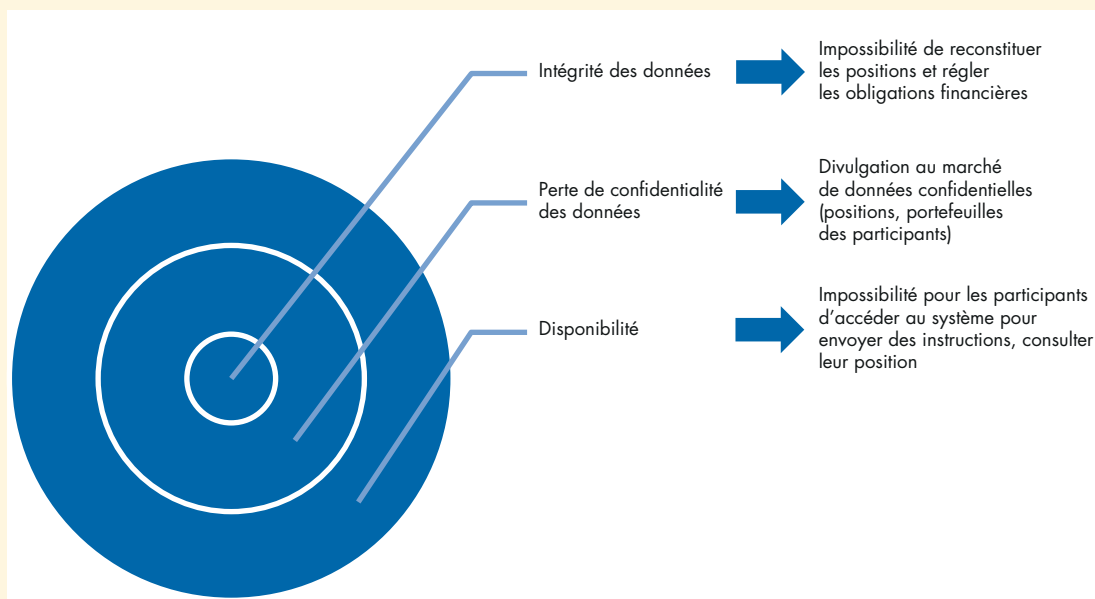 Intégrité des données
Impossibilité de reconstituer
les positions et régler
les obligations financières
Perte de confidentialité
des données
Divulgation au marché
de données confidentielles
(positions, portefeuilles
des participants)
Disponibilité
Impossibilité pour les participants
d'accéder au système pour
envoyer des instructions, consulter
leur position